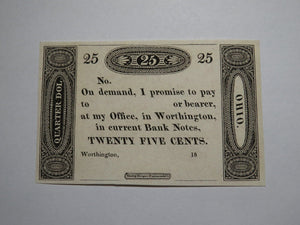 25 25 25
No.
On demand, I promise to pay
to or bearer,
at my Office, in Worthington,
in current Bank Notes,
TWENTY FIVE CENTS.
Worthington, 18
QUARTER DOL.
OHIO.